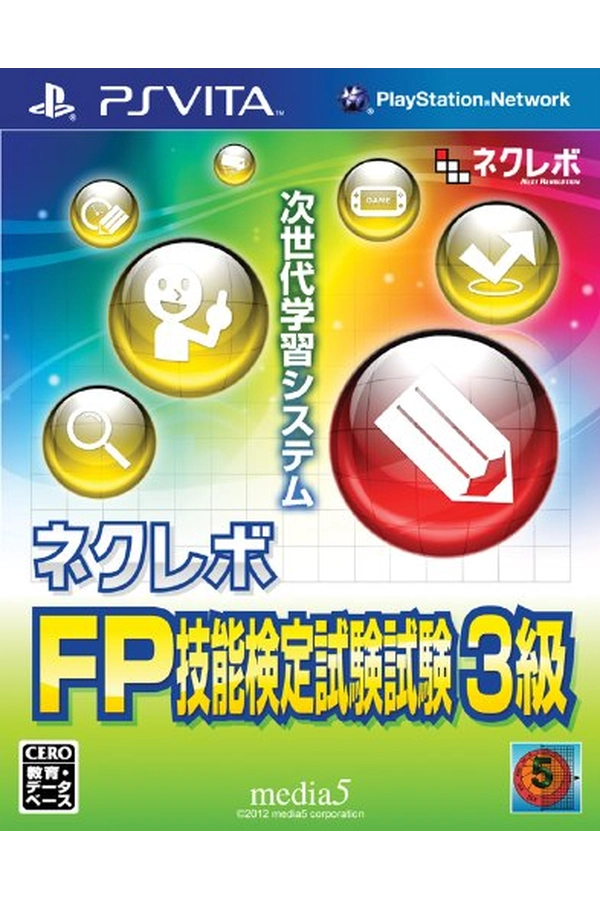 PSVITA™
PlayStation®Network
ネクレボ
NEXT REVOLUTION
GAME
次世代学習システム
ネクレボ
FP技能検定試験試験 3級
CERO
教育・
データ
ベース
5
media5
©2012 media5 corporation